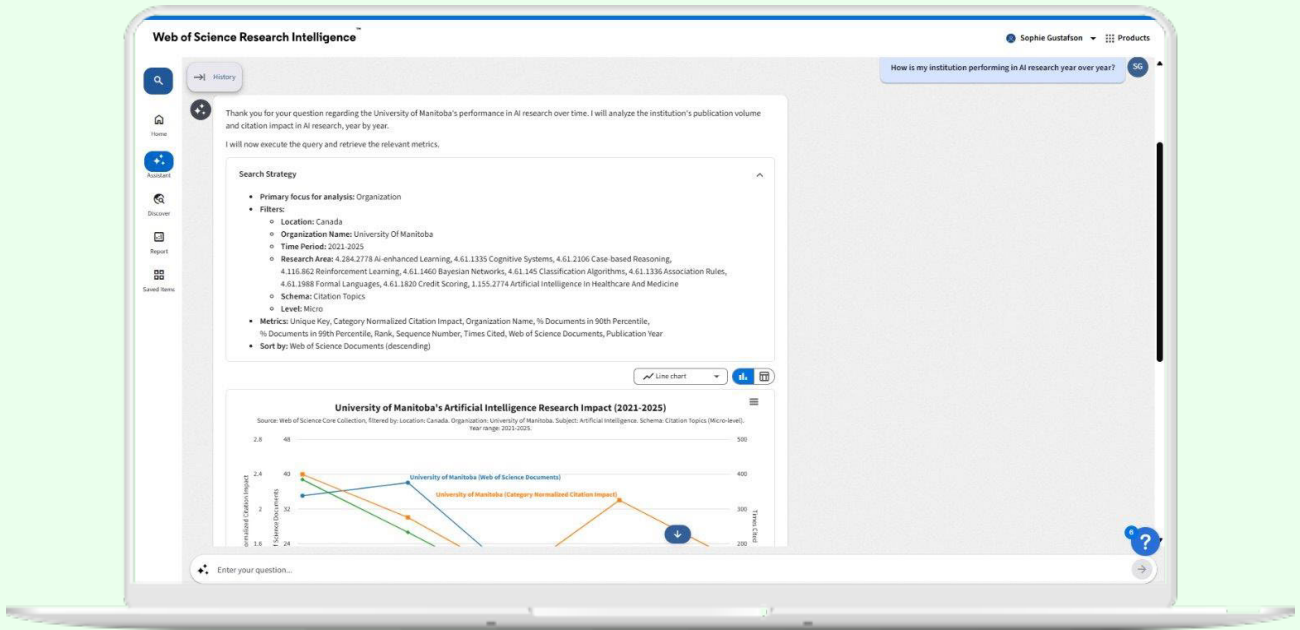 Web of Science Research Intelligence™
Sophie Gustafson
Products
History
How is my institution performing in AI research year over year?
SG
Home
Assistant
Discover
Report
Saved Items
Thank you for your question regarding the University of Manitoba's performance in AI research over time. I will analyze the institution's publication volume
and citation impact in AI research, year by year.
I will now execute the query and retrieve the relevant metrics.
Search Strategy
• Primary focus for analysis: Organization
• Filters:
Location: Canada
Organization Name: University Of Manitoba
Time Period: 2021-2025
Research Area: 4.284.2778 Ai-enhanced Learning, 4.61.1335 Cognitive Systems, 4.61.2106 Case-based Reasoning,
4.116.862 Reinforcement Learning, 4.61.1460 Bayesian Networks, 4.61.145 Classification Algorithms, 4.61.1336 Association Rules,
4.61.1988 Formal Languages, 4.61.1820 Credit Scoring, 1.155.2774 Artificial Intelligence In Healthcare And Medicine
Schema: Citation Topics
Level: Micro
• Metrics: Unique Key, Category Normalized Citation Impact, Organization Name, % Documents in 90th Percentile,
% Documents in 99th Percentile, Rank, Sequence Number, Times Cited, Web of Science Documents, Publication Year
• Sort by: Web of Science Documents (descending)
Line chart
University of Manitoba's Artificial Intelligence Research Impact (2021-2025)
Source: Web of Science Core Collection, filtered by: Location: Canada. Organization: University of Manitoba. Subject: Artificial Intelligence. Schema: Citation Topics (Micro-level).
Year range: 2021-2025.
2.8 48 500
2.4 40 400
University of Manitoba (Web of Science Documents)
University of Manitoba (Category Normalized Citation Impact)
2 32 300
1.6 24 200
ormalized Citation Impact
f Science Documents
Times Cited
6
?
Enter your question...